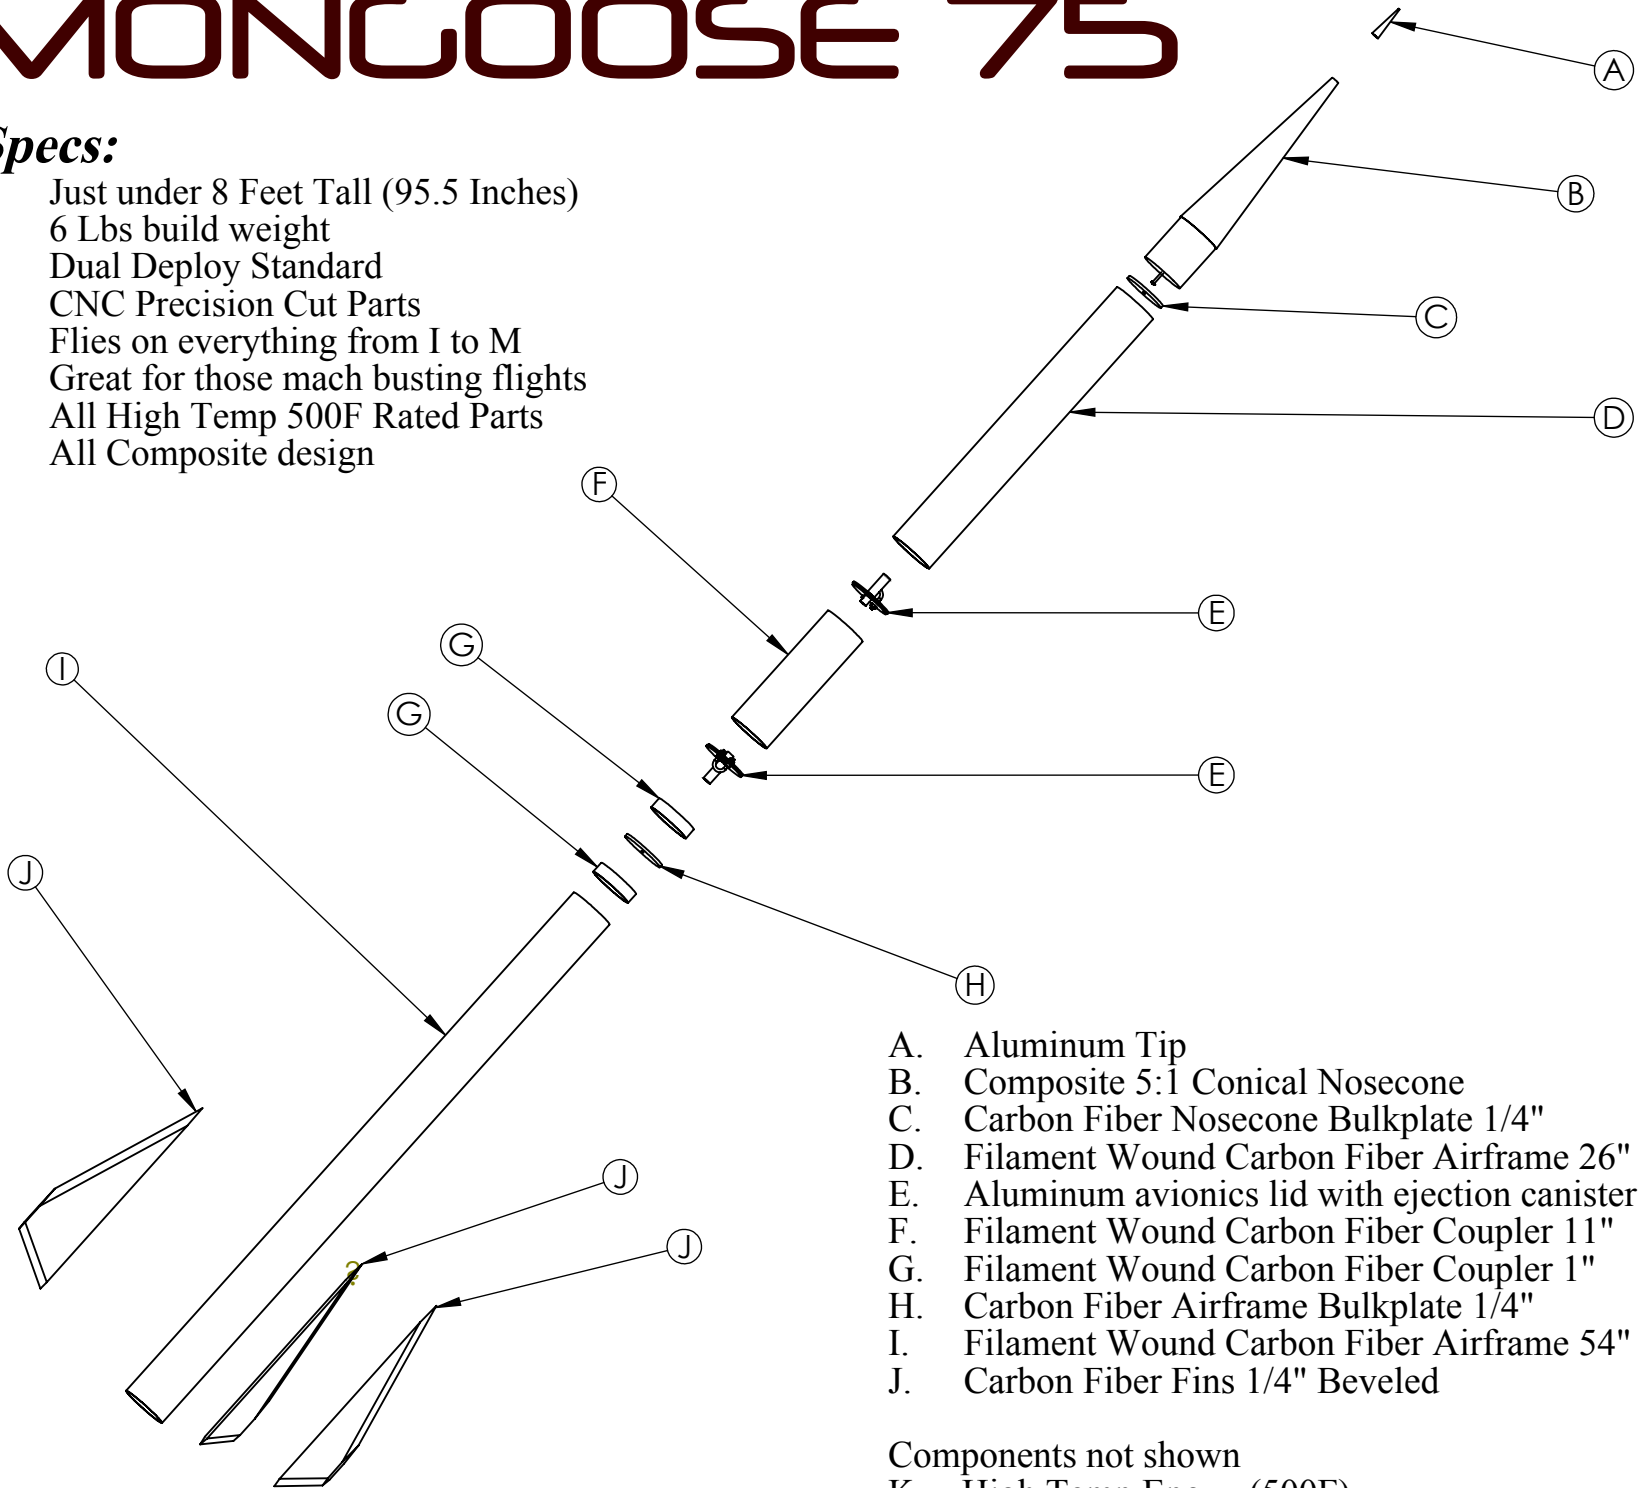 MONGOOSE 75
Specs:
Just under 8 Feet Tall (95.5 Inches)
6 Lbs build weight
Dual Deploy Standard
CNC Precision Cut Parts
Flies on everything from I to M
Great for those mach busting flights
All High Temp 500F Rated Parts
All Composite design
A
B
C
D
F
E
G
I
G
E
J
H
J
J
?
A. Aluminum Tip
B. Composite 5:1 Conical Nosecone
C. Carbon Fiber Nosecone Bulkplate 1/4"
D. Filament Wound Carbon Fiber Airframe 26"
E. Aluminum avionics lid with ejection canister
F. Filament Wound Carbon Fiber Coupler 11"
G. Filament Wound Carbon Fiber Coupler 1"
H. Carbon Fiber Airframe Bulkplate 1/4"
I. Filament Wound Carbon Fiber Airframe 54"
J. Carbon Fiber Fins 1/4" Beveled
Components not shown
K. High Temp Epoxy (500F)